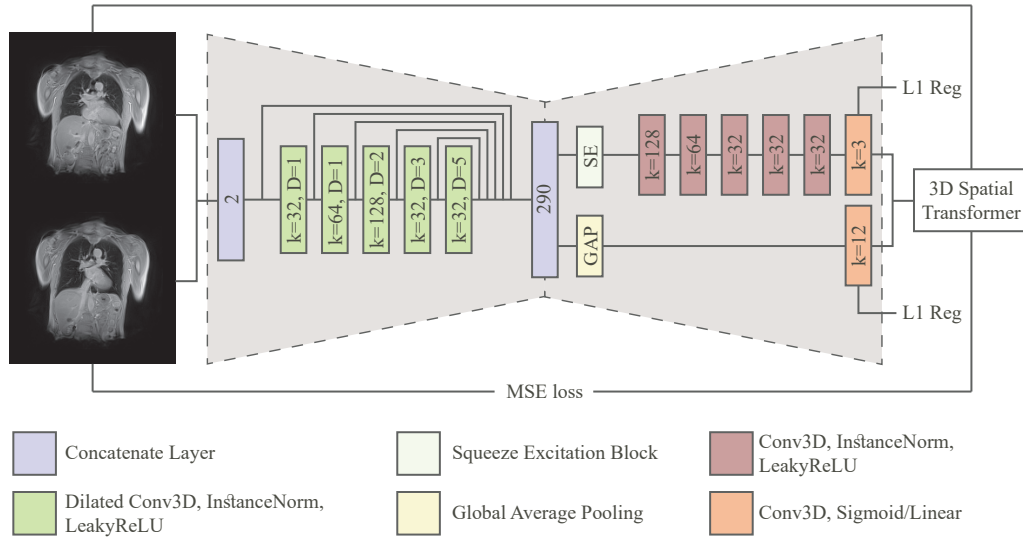 L1 Reg
2
k=32, D=1
k=64, D=1
k=128, D=2
k=32, D=3
k=32, D=5
290
SE
k=128
k=64
k=32
k=32
k=32
k=3
GAP
k=12
3D Spatial
Transformer
L1 Reg
MSE loss
Concatenate Layer
Squeeze Excitation Block
Conv3D, InstanceNorm,
LeakyReLU
Dilated Conv3D, InstanceNorm,
LeakyReLU
Global Average Pooling
Conv3D, Sigmoid/Linear